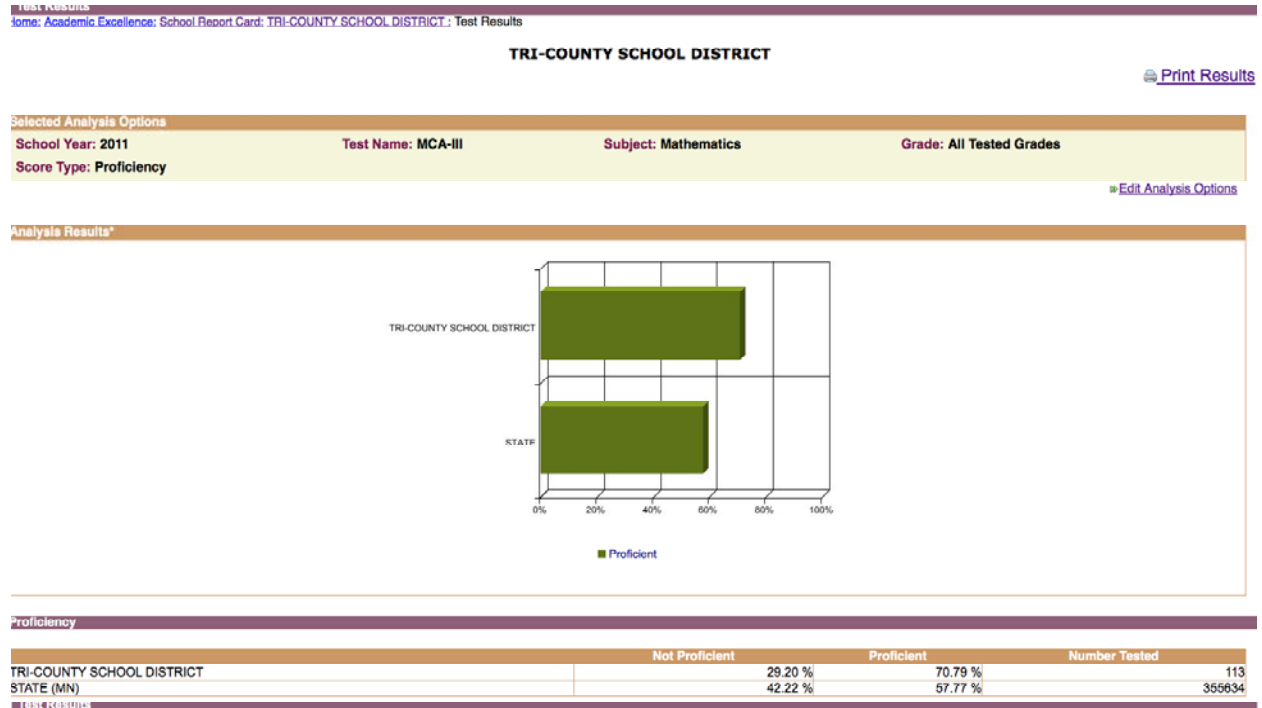 Test Results
Home: Academic Excellence: School Report Card: TRI-COUNTY SCHOOL DISTRICT : Test Results
TRI-COUNTY SCHOOL DISTRICT
Print Results
Selected Analysis Options
School Year: 2011 Test Name: MCA-III Subject: Mathematics Grade: All Tested Grades
Score Type: Proficiency
Edit Analysis Options
Analysis Results*
TRI-COUNTY SCHOOL DISTRICT
STATE
0% 20% 40% 60% 80% 100%
Proficient
Proficiency
Not Proficient Proficient Number Tested
TRI-COUNTY SCHOOL DISTRICT 29.20 % 70.79 % 113
STATE (MN) 42.22 % 57.77 % 355634
Test Results